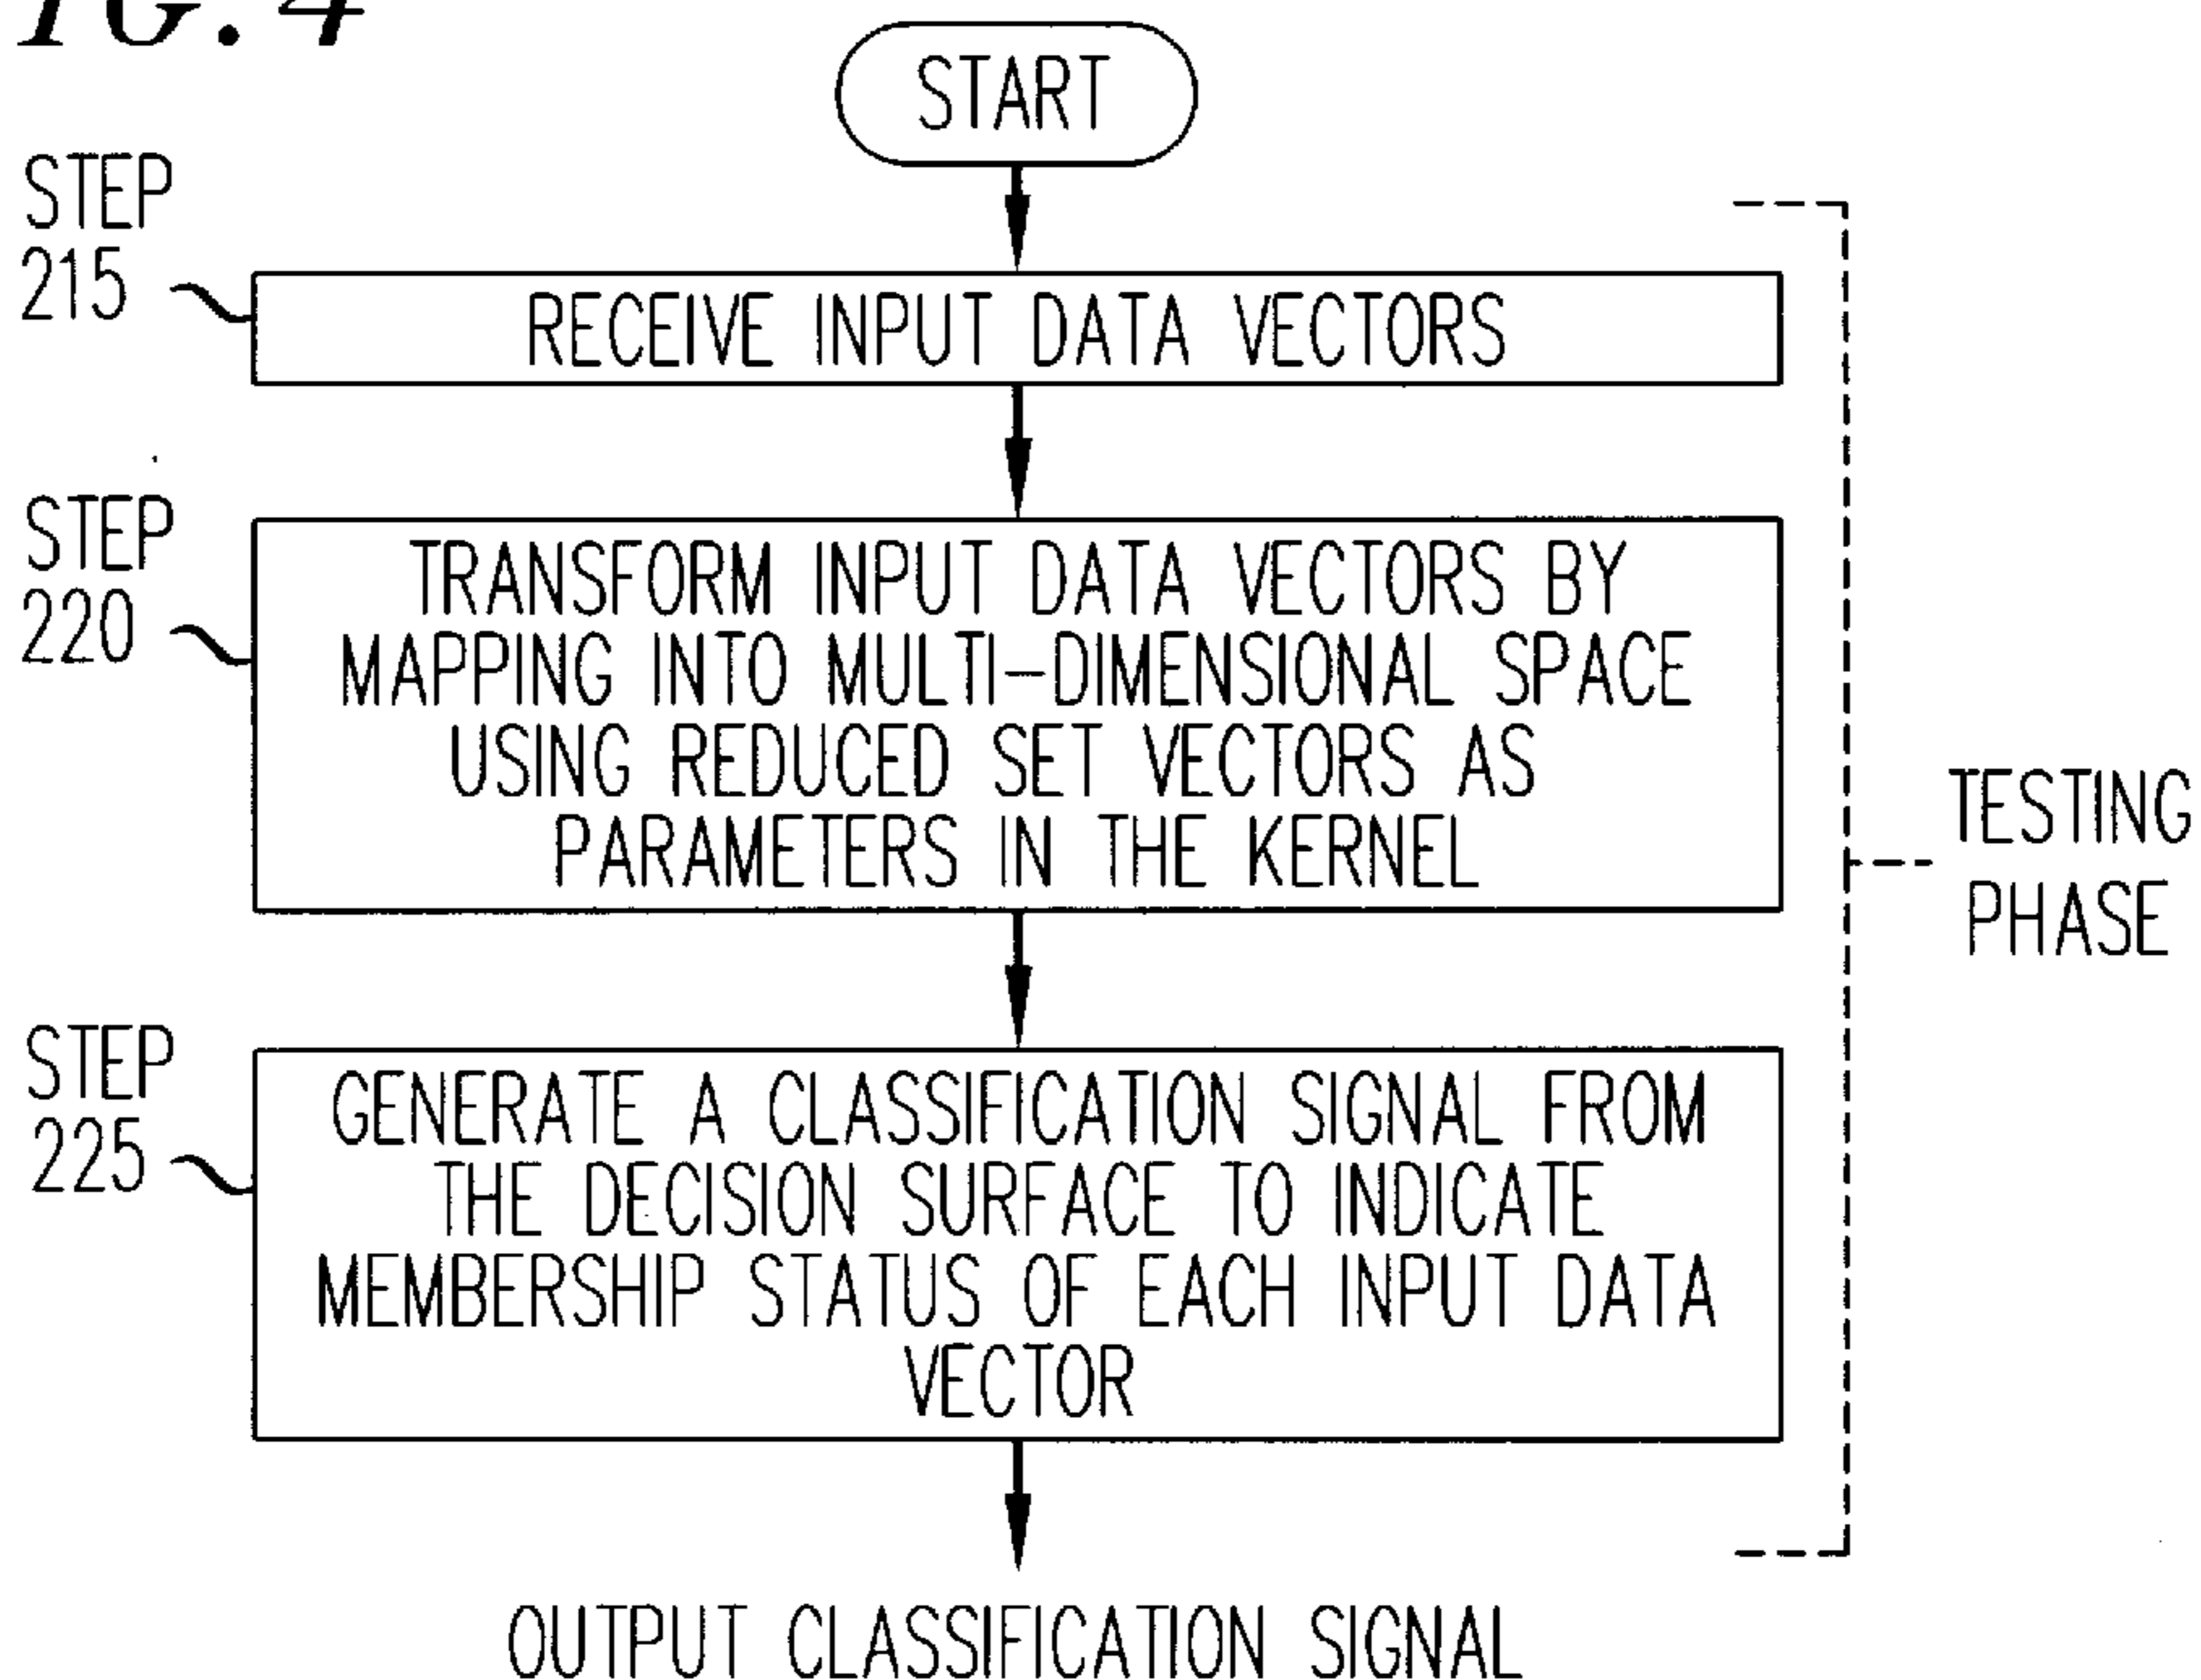 IG. 4
START
STEP
215
RECEIVE INPUT DATA VECTORS
STEP
220
TRANSFORM INPUT DATA VECTORS BY
MAPPING INTO MULTI-DIMENSIONAL SPACE
USING REDUCED SET VECTORS AS
PARAMETERS IN THE KERNEL
TESTING
PHASE
STEP
225
GENERATE A CLASSIFICATION SIGNAL FROM
THE DECISION SURFACE TO INDICATE
MEMBERSHIP STATUS OF EACH INPUT DATA
VECTOR
OUTPUT CLASSIFICATION SIGNAL